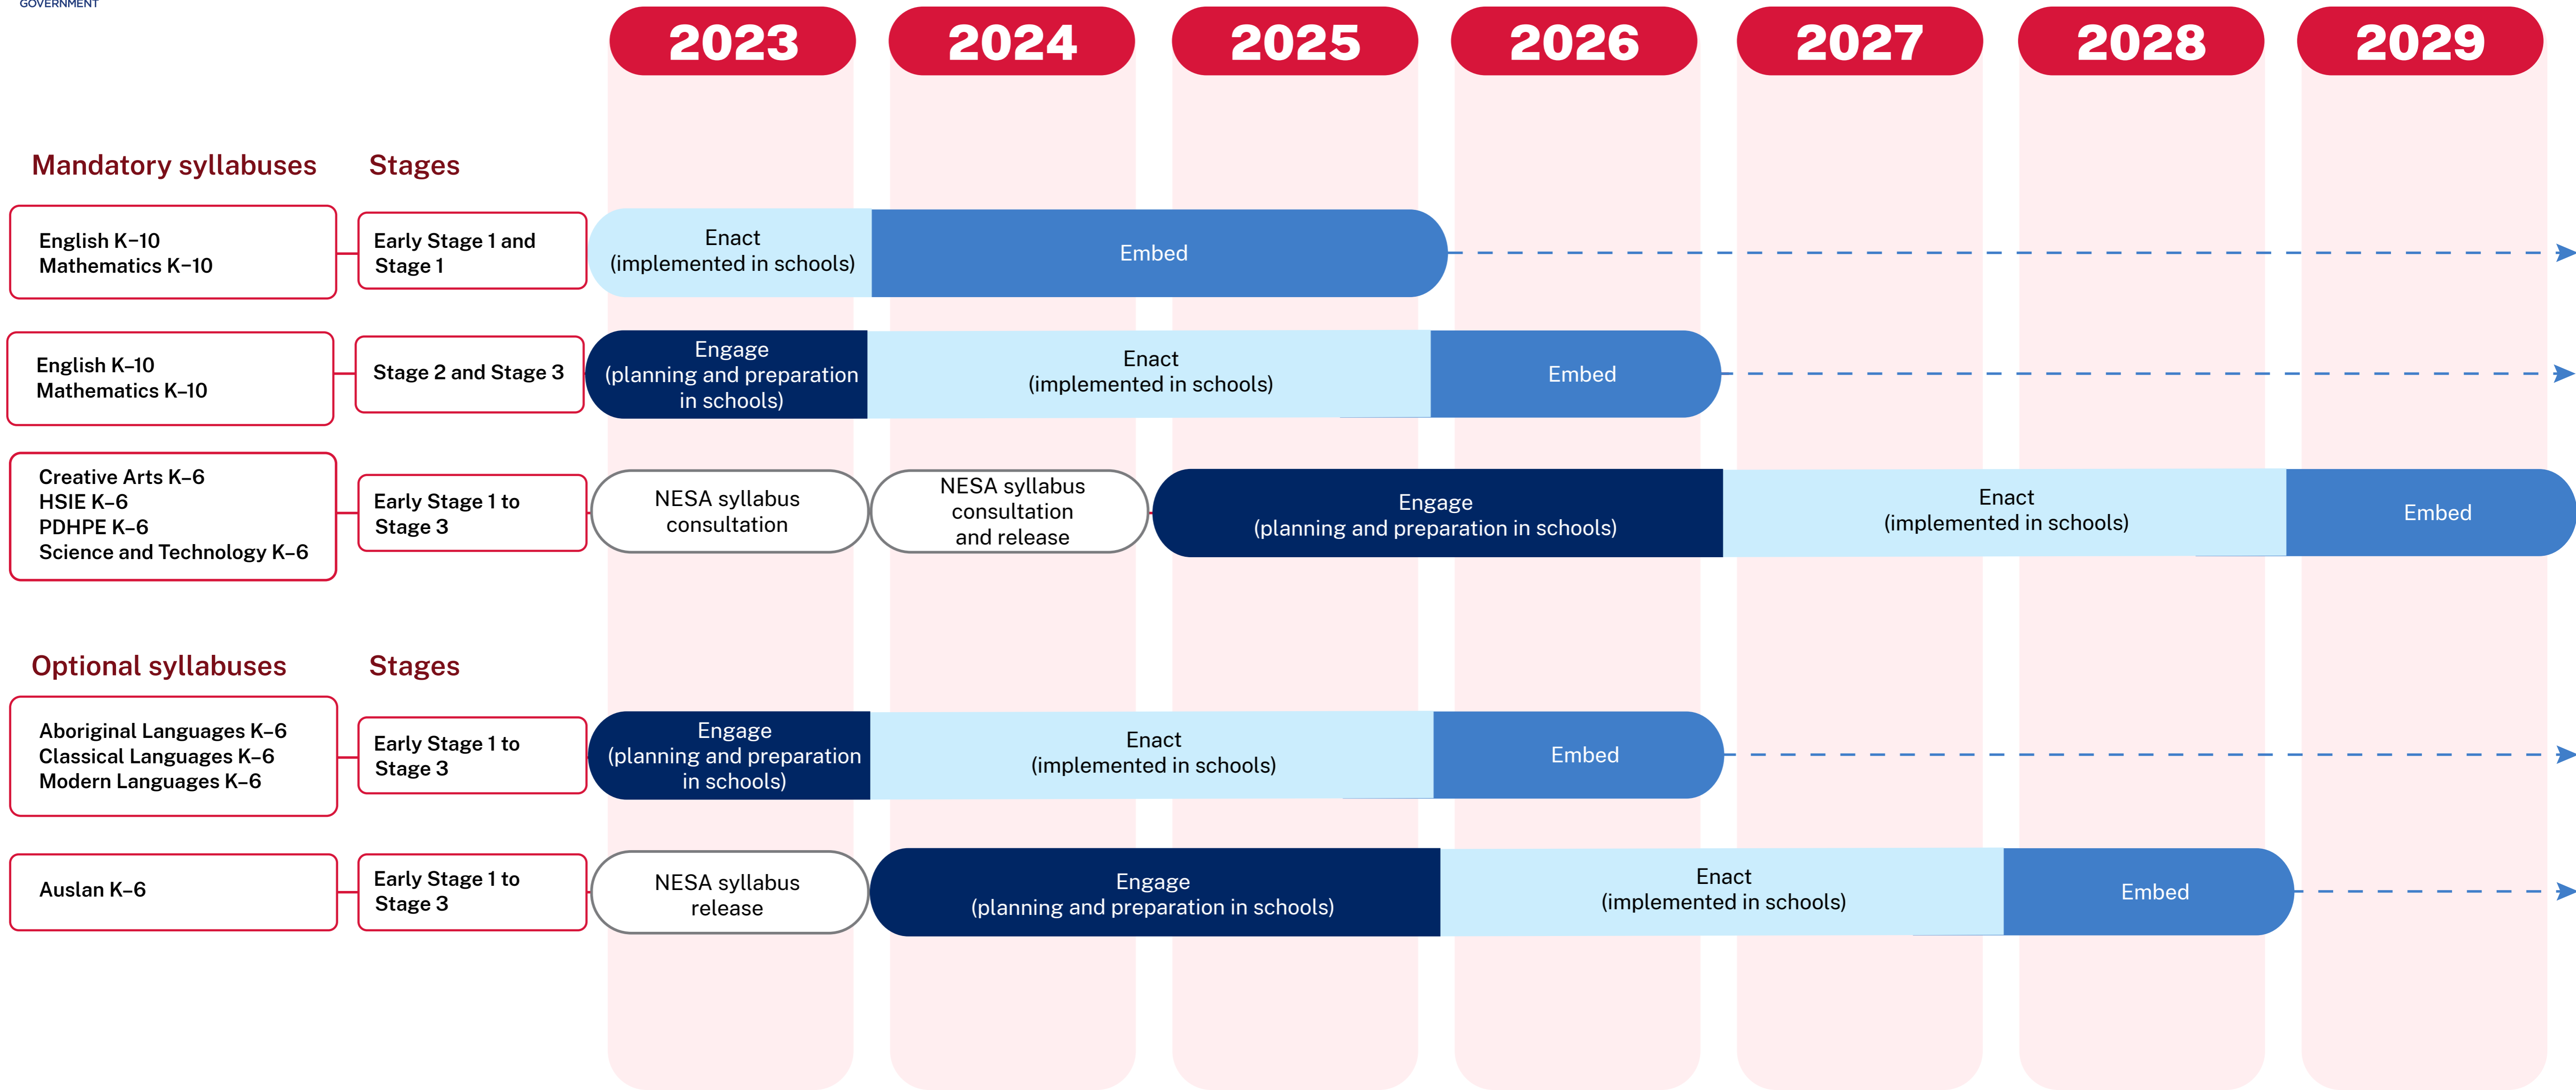 GOVERNMENT
2023 2024 2025 2026 2027 2028 2029
Mandatory syllabuses Stages
English K–10
Mathematics K–10
Early Stage 1 and
Stage 1
Enact
(implemented in schools)
Embed
English K–10
Mathematics K–10
Stage 2 and Stage 3
Engage
(planning and preparation
in schools)
Enact
(implemented in schools)
Embed
Creative Arts K–6
HSIE K–6
PDHPE K–6
Science and Technology K–6
Early Stage 1 to
Stage 3
NESA syllabus
consultation
NESA syllabus
consultation
and release
Engage
(planning and preparation in schools)
Enact
(implemented in schools)
Embed
Optional syllabuses Stages
Aboriginal Languages K–6
Classical Languages K–6
Modern Languages K–6
Early Stage 1 to
Stage 3
Engage
(planning and preparation
in schools)
Enact
(implemented in schools)
Embed
Auslan K–6
Early Stage 1 to
Stage 3
NESA syllabus
release
Engage
(planning and preparation in schools)
Enact
(implemented in schools)
Embed